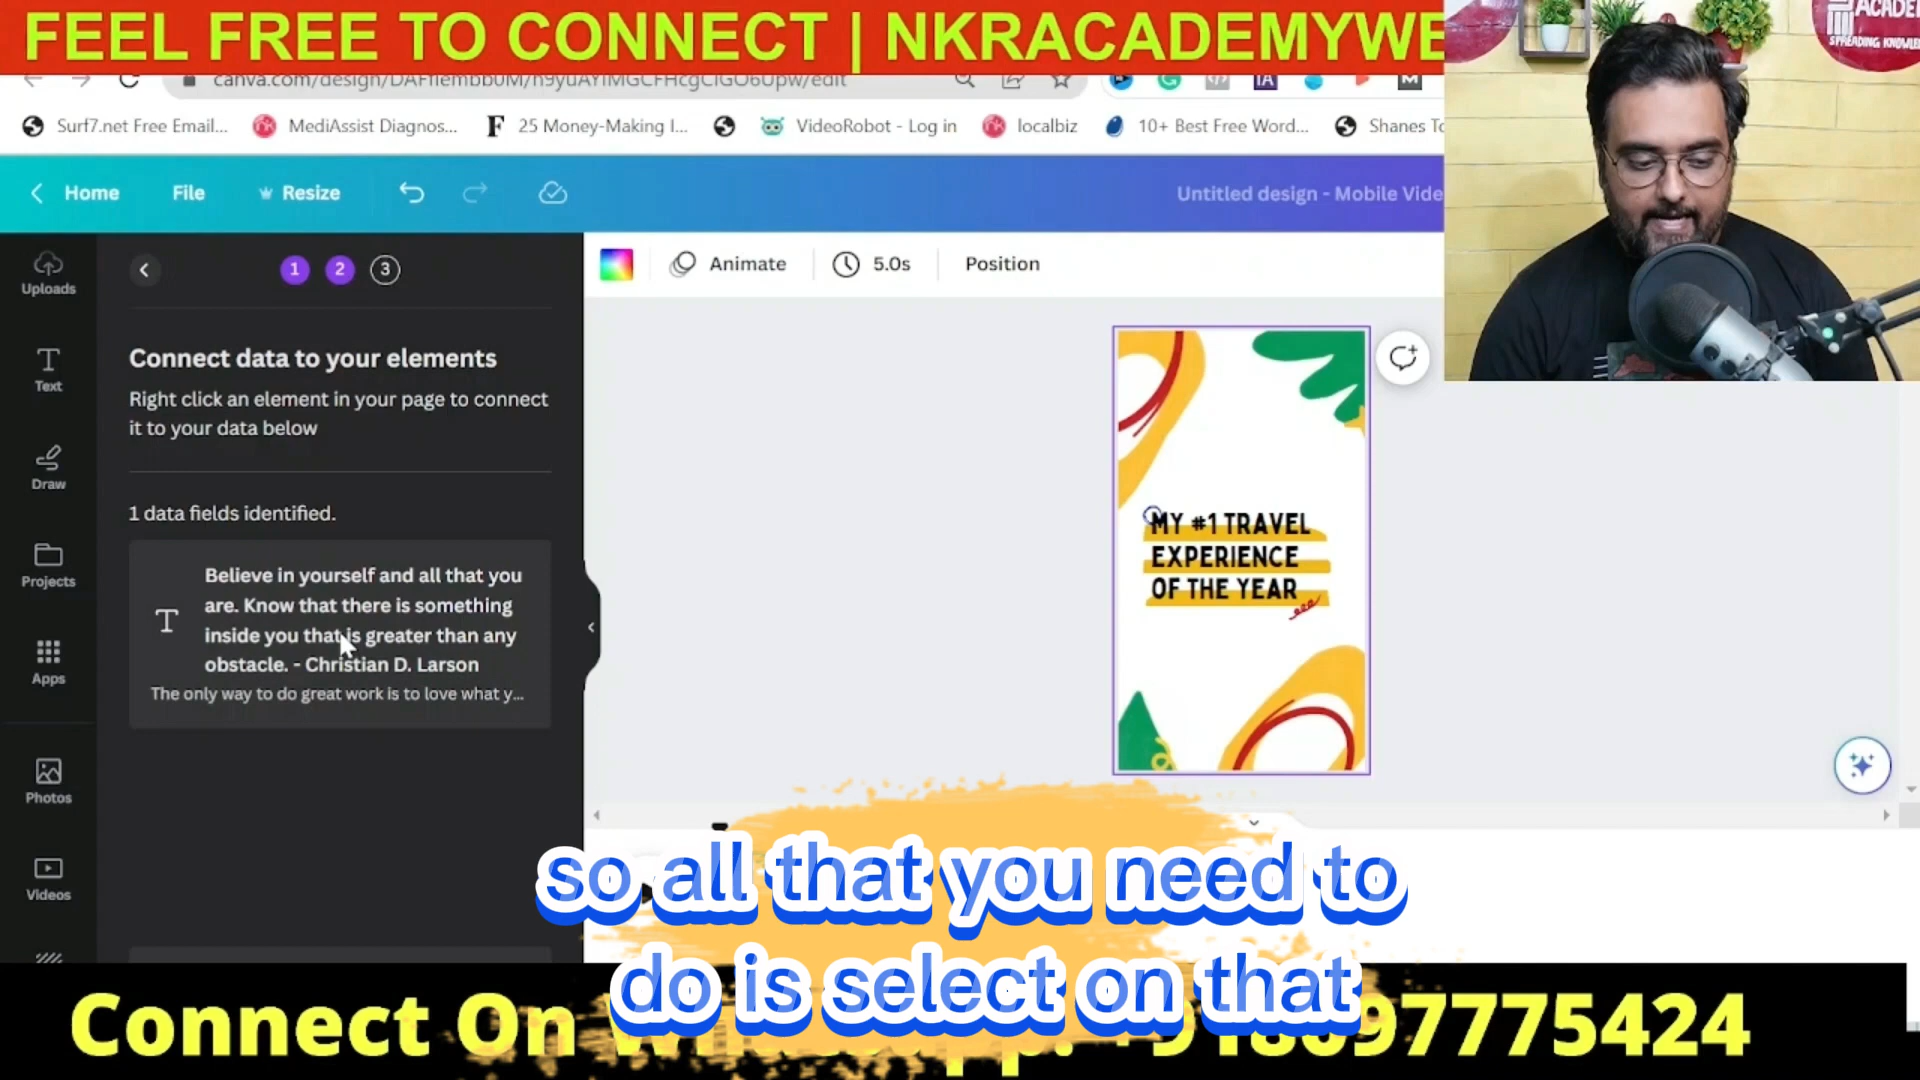 FEEL FREE TO CONNECT | NKRACADEMYWE
ACADE
SPREADING KNOWLE
canva.com/design/
Surf7.net Free Email...
MediAssist Diagnos...
25 Money-Making I...
VideoRobot - Log in
localbiz
10+ Best Free Word...
Shanes To
Home
File
Resize
Untitled design - Mobile Vide
Uploads
Text
Draw
Projects
Apps
Photos
Videos
1
2
3
Connect data to your elements
Right click an element in your page to connect
it to your data below
1 data fields identified.
Believe in yourself and all that you
are. Know that there is something
inside you that is greater than any
obstacle. - Christian D. Larson
The only way to do great work is to love what y...
Animate
5.0s
Position
MY #1 TRAVEL
EXPERIENCE
OF THE YEAR
so all that you need to
do is select on that
Connect On
97775424